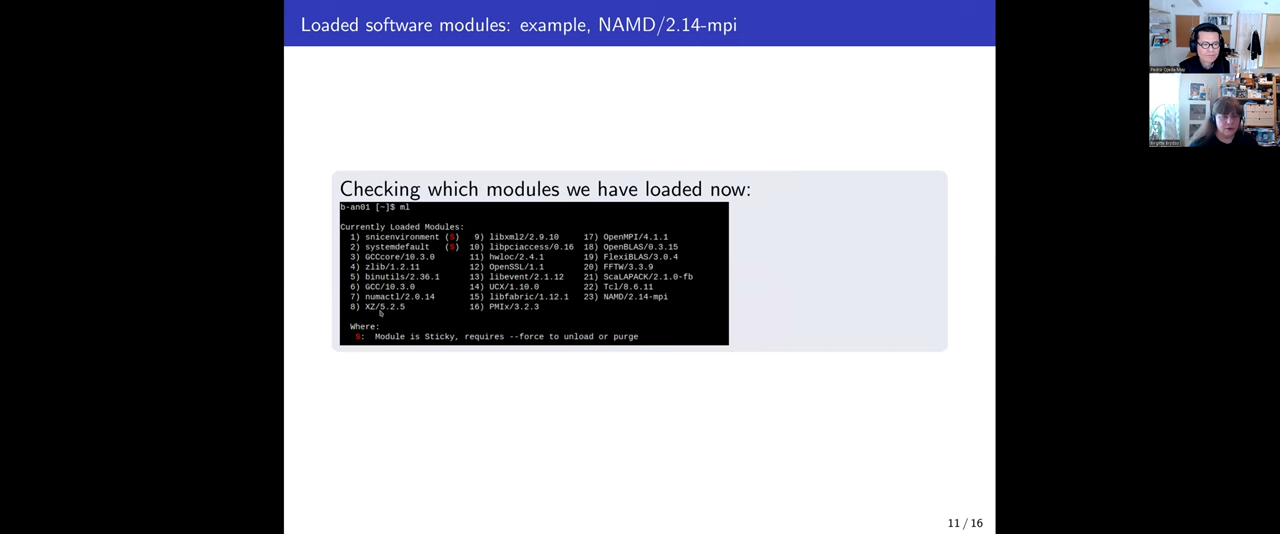 Loaded software modules: example, NAMD/2.14-mpi
Checking which modules we have loaded now:
b-an01 [~]$ ml
Currently Loaded Modules:
1) snicenvironment (S) 9) libxml2/2.9.10 17) OpenMPI/4.1.1
2) systemdefault (S) 10) libpciaccess/0.16 18) OpenBLAS/0.3.15
3) GCCcore/10.3.0 11) hwloc/2.4.1 19) FlexiBLAS/3.0.4
4) zlib/1.2.11 12) OpenSSL/1.1 20) FFTW/3.3.9
5) binutils/2.36.1 13) libevent/2.1.12 21) ScaLAPACK/2.1.0-fb
6) GCC/10.3.0 14) UCX/1.10.0 22) Tcl/8.6.11
7) numactl/2.0.14 15) libfabric/1.12.1 23) NAMD/2.14-mpi
8) XZ/5.2.5 16) PMIx/3.2.3
Where:
S: Module is Sticky, requires --force to unload or purge
11 / 16
Pedro Ojeda May